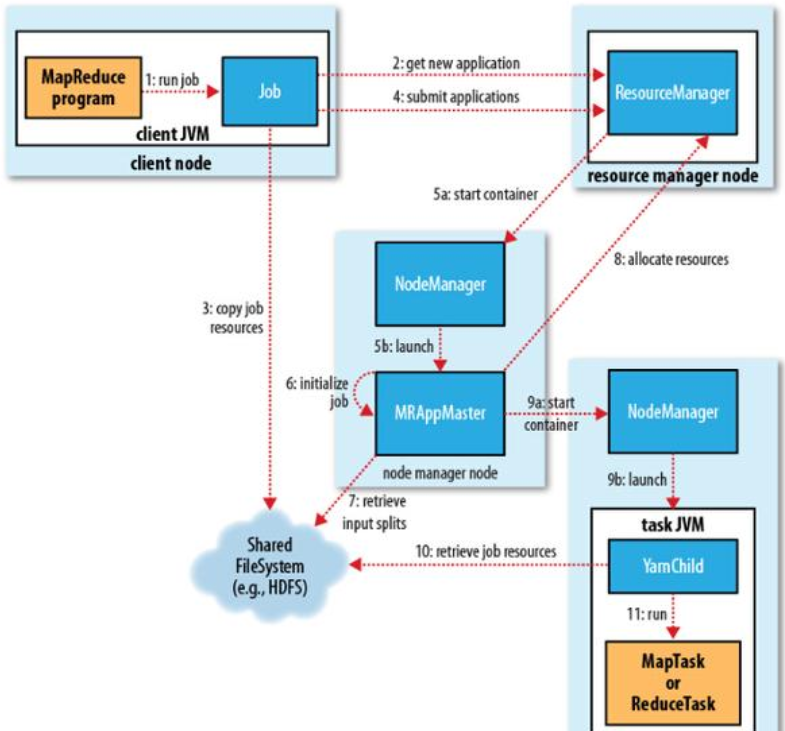 MapReduce
program
1: run job
Job
client JVM
client node
2: get new application
4: submit applications
ResourceManager
resource manager node
5a: start container
8: allocate resources
3: copy job
resources
NodeManager
5b: launch
6: initialize
job
MRAppMaster
node manager node
9a: start
container
NodeManager
9b: launch
7: retrieve
input splits
Shared
FileSystem
(e.g., HDFS)
10: retrieve job resources
task JVM
YarnChild
11: run
MapTask
or
ReduceTask